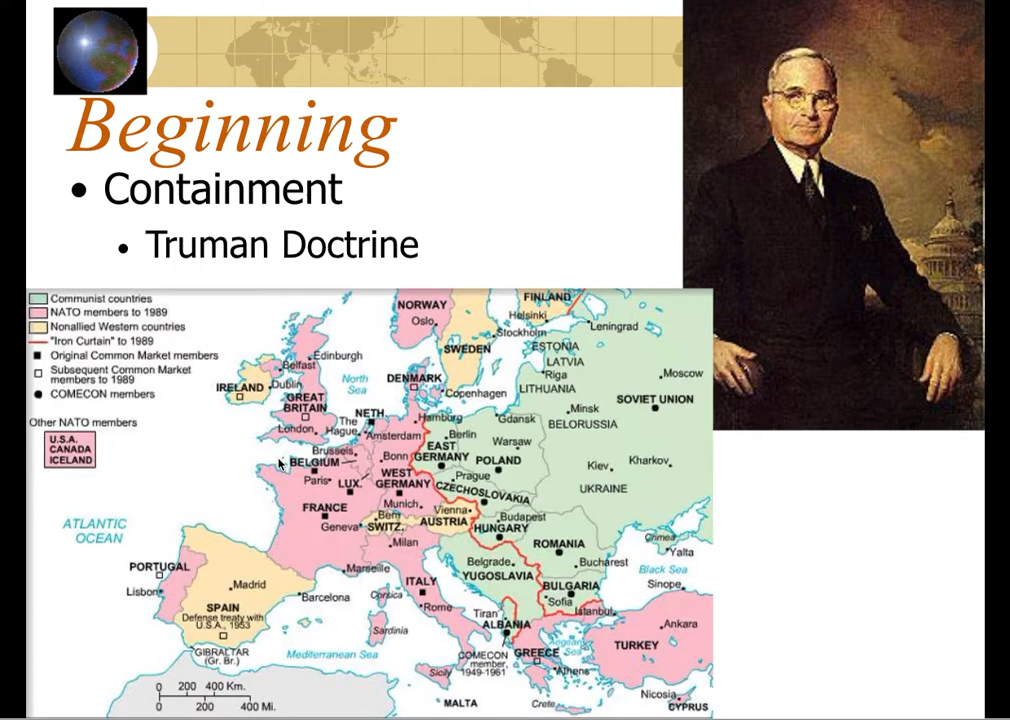 Beginning
• Containment
• Truman Doctrine
Communist countries
NATO members to 1989
Nonallied Western countries
"Iron Curtain" to 1989
Original Common Market members
Subsequent Common Market
members to 1989
COMECON members
Other NATO members
U.S.A.
CANADA
ICELAND
NORWAY
Oslo
FINLAND
Helsinki
Stockholm
Leningrad
SWEDEN
ESTONIA
LATVIA
Riga
LITHUANIA
Moscow
SOVIET UNION
Minsk
BELORUSSIA
Edinburgh
Belfast
North
Sea
DENMARK
Copenhagen
IRELAND
Dublin
GREAT
BRITAIN
London
NETH.
The
Hague
Amsterdam
Hamburg
Gdansk
Berlin
Warsaw
EAST
GERMANY
POLAND
Brussels
BELGIUM
Bonn
Paris
LUX.
WEST
GERMANY
Prague
CZECHOSLOVAKIA
Kiev
Kharkov
UKRAINE
FRANCE
Munich
Vienna
Bern
Geneva
SWITZ.
AUSTRIA
Budapest
HUNGARY
ATLANTIC
OCEAN
Milan
ROMANIA
Crimea
Yalta
Belgrade
Bucharest
Black Sea
YUGOSLAVIA
PORTUGAL
Marseille
ITALY
BULGARIA
Sinope
Lisbon
Madrid
Barcelona
Corsica
Rome
Sofia
Istanbul
SPAIN
Defense treaty with
U.S.A., 1953
Tiran
ALBANIA
Ankara
Sardinia
TURKEY
GIBRALTAR
(Gr. Br.)
Mediterranean Sea
COMECON
member,
1949-1961
GREECE
Aegean
Sea
Athens
Sicily
0 200 400 Km.
0 200 400 Mi.
MALTA
Crete
Nicosia
CYPRUS